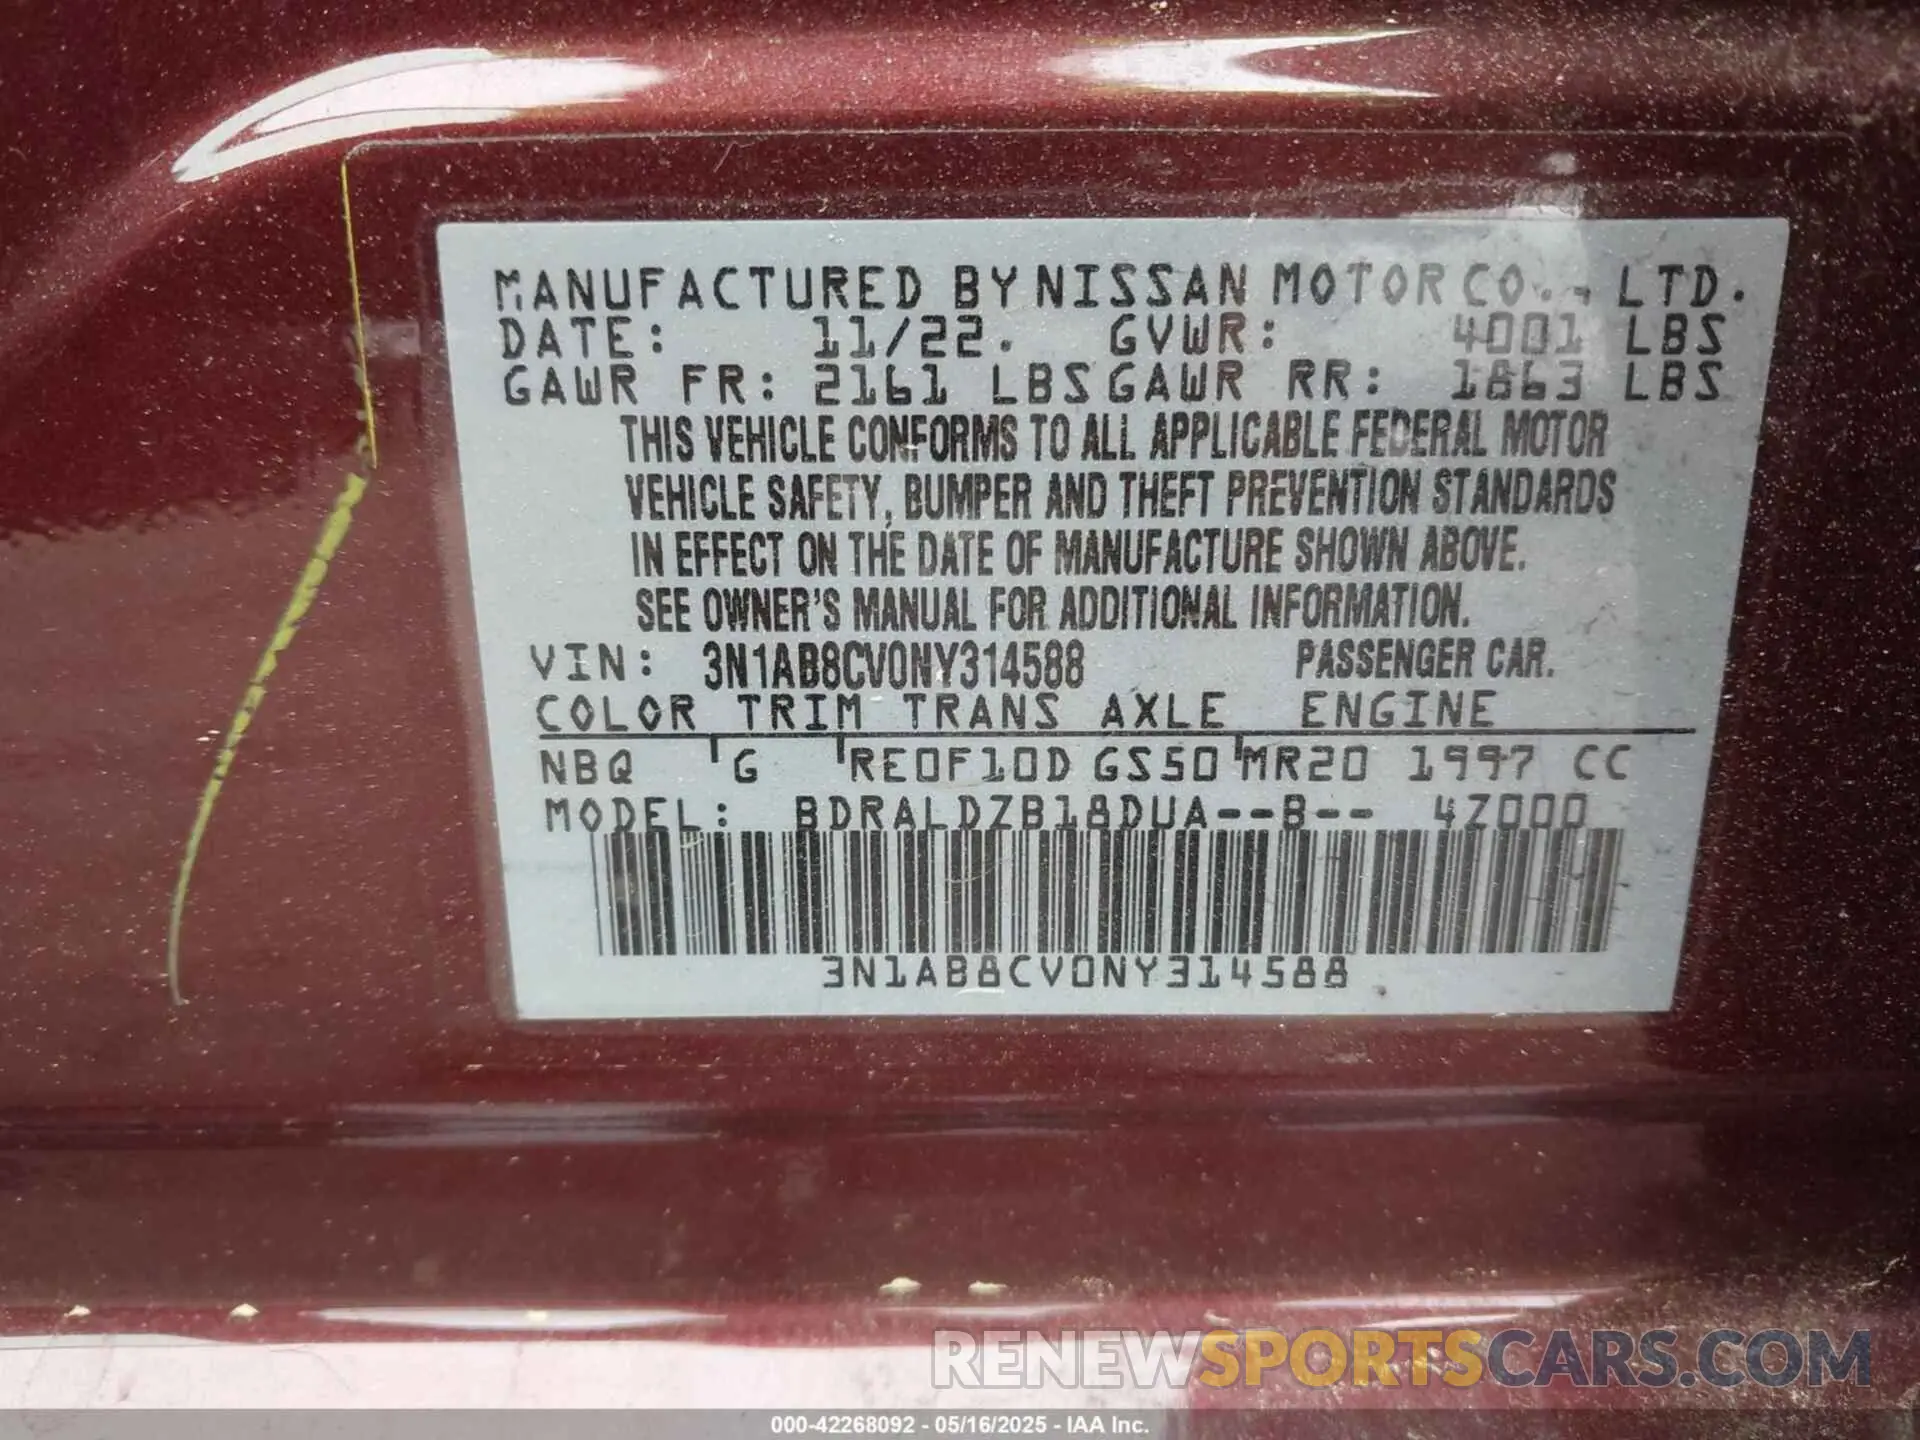 MANUFACTURED BY NISSAN MOTOR CO., LTD.
DATE: 11/22. GVWR: 4001 LBS
GAWR FR: 2161 LBS GAWR RR: 1863 LBS
THIS VEHICLE CONFORMS TO ALL APPLICABLE FEDERAL MOTOR
VEHICLE SAFETY, BUMPER AND THEFT PREVENTION STANDARDS
IN EFFECT ON THE DATE OF MANUFACTURE SHOWN ABOVE.
SEE OWNER'S MANUAL FOR ADDITIONAL INFORMATION.
VIN: 3N1AB8CV0NY314588 PASSENGER CAR.
COLOR TRIM TRANS AXLE ENGINE
NBQ G RE0F10D GS50 MR20 1997 CC
MODEL: BDRALDZB18DUA--B-- 4Z000
3N1AB8CV0NY314588
RENEWSPORTSCARS.COM
000-42268092 - 05/16/2025 - IAA Inc.